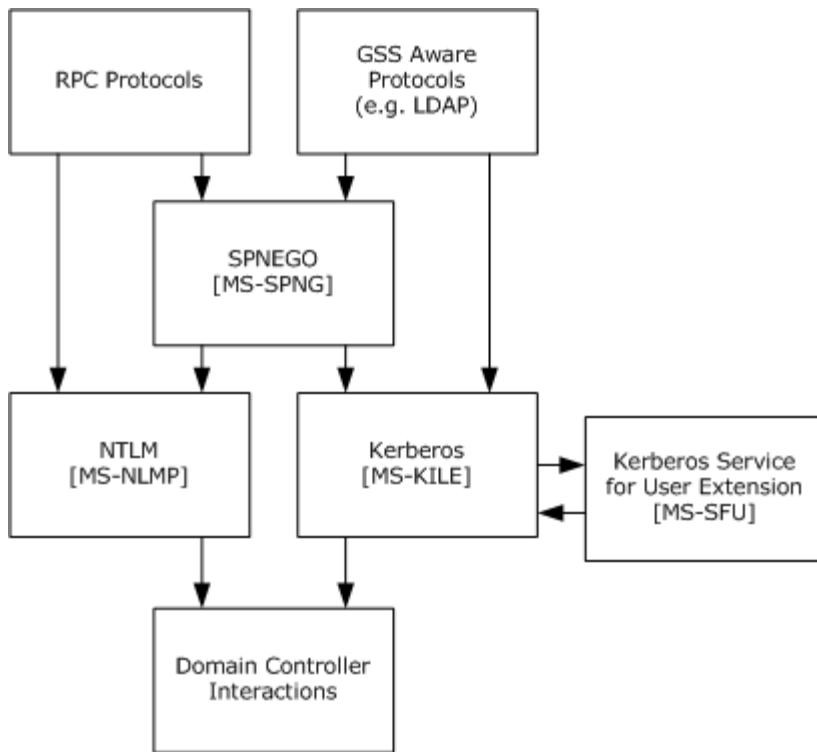 RPC Protocols
GSS Aware
Protocols
(e.g. LDAP)
SPNEGO
[MS-SPNG]
NTLM
[MS-NLMP]
Kerberos
[MS-KILE]
Kerberos Service
for User Extension
[MS-SFU]
Domain Controller
Interactions